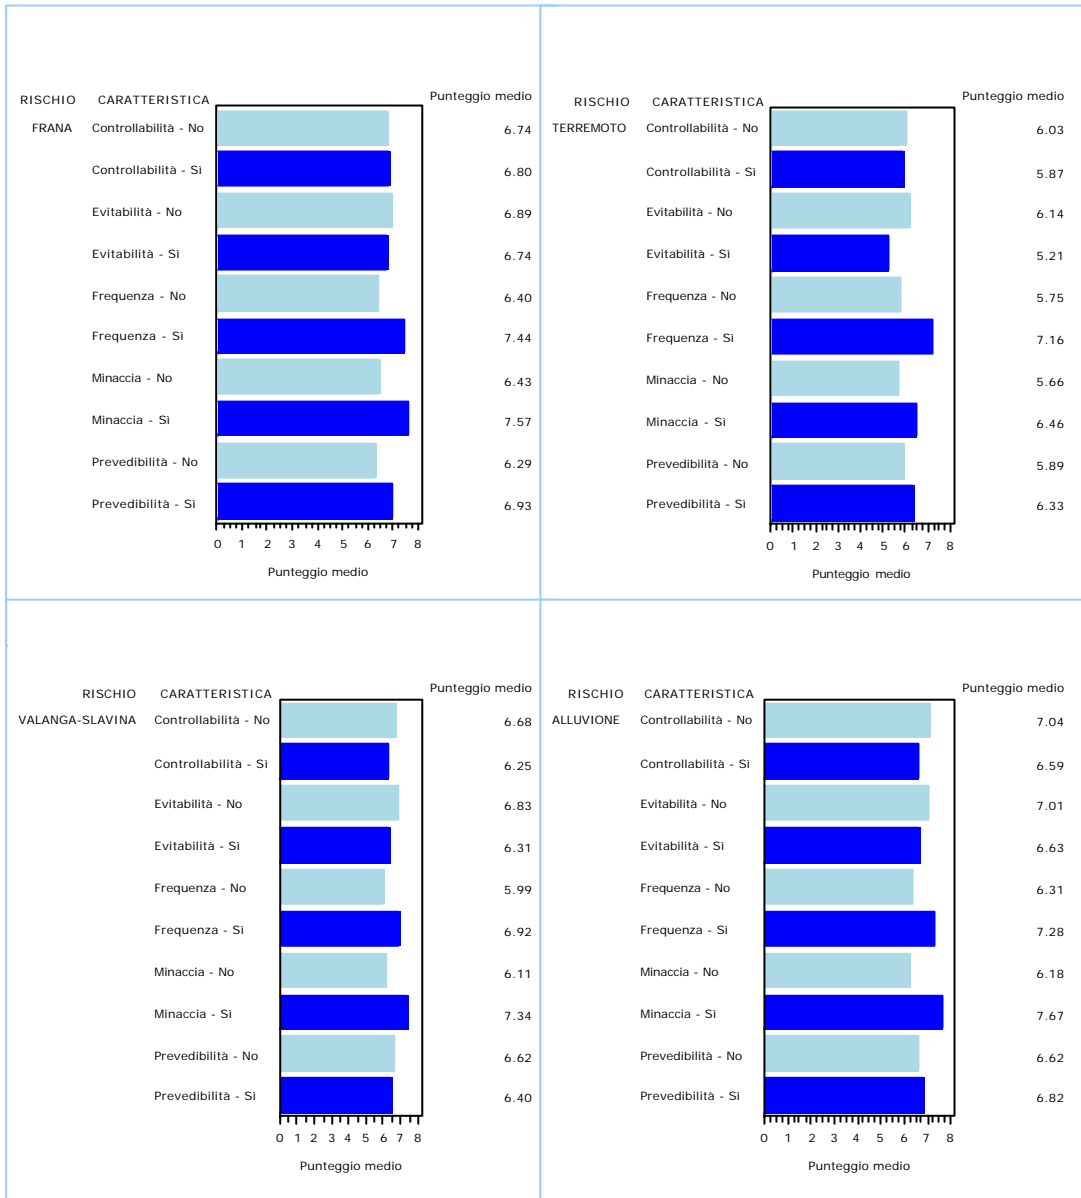 RISCHIO CARATTERISTICA Punteggio medio
FRANA Controllabilità - No 6.74
Controllabilità - Sì 6.80
Evitabilità - No 6.89
Evitabilità - Sì 6.74
Frequenza - No 6.40
Frequenza - Sì 7.44
Minaccia - No 6.43
Minaccia - Sì 7.57
Prevedibilità - No 6.29
Prevedibilità - Sì 6.93
0 1 2 3 4 5 6 7 8
Punteggio medio
RISCHIO CARATTERISTICA Punteggio medio
TERREMOTO Controllabilità - No 6.03
Controllabilità - Sì 5.87
Evitabilità - No 6.14
Evitabilità - Sì 5.21
Frequenza - No 5.75
Frequenza - Sì 7.16
Minaccia - No 5.66
Minaccia - Sì 6.46
Prevedibilità - No 5.89
Prevedibilità - Sì 6.33
0 1 2 3 4 5 6 7 8
Punteggio medio
RISCHIO CARATTERISTICA Punteggio medio
VALANGA-SLAVINA Controllabilità - No 6.68
Controllabilità - Sì 6.25
Evitabilità - No 6.83
Evitabilità - Sì 6.31
Frequenza - No 5.99
Frequenza - Sì 6.92
Minaccia - No 6.11
Minaccia - Sì 7.34
Prevedibilità - No 6.62
Prevedibilità - Sì 6.40
0 1 2 3 4 5 6 7 8
Punteggio medio
RISCHIO CARATTERISTICA Punteggio medio
ALLUVIONE Controllabilità - No 7.04
Controllabilità - Sì 6.59
Evitabilità - No 7.01
Evitabilità - Sì 6.63
Frequenza - No 6.31
Frequenza - Sì 7.28
Minaccia - No 6.18
Minaccia - Sì 7.67
Prevedibilità - No 6.62
Prevedibilità - Sì 6.82
0 1 2 3 4 5 6 7 8
Punteggio medio